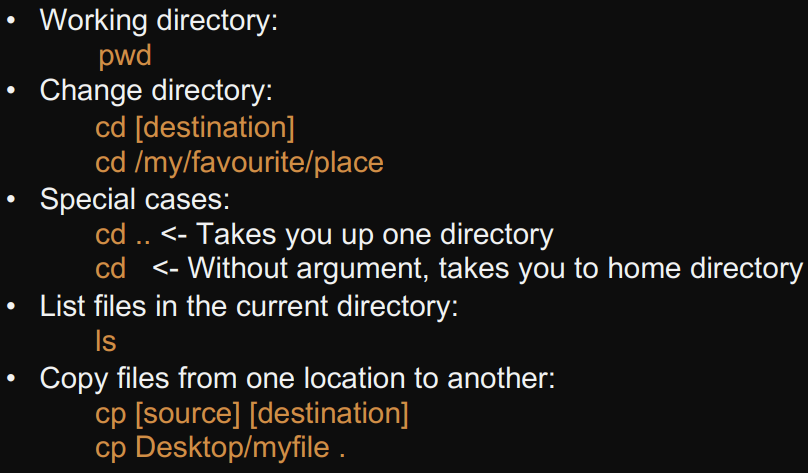 • Working directory:
pwd
• Change directory:
cd [destination]
cd /my/favourite/place
• Special cases:
cd .. <- Takes you up one directory
cd <- Without argument, takes you to home directory
• List files in the current directory:
ls
• Copy files from one location to another:
cp [source] [destination]
cp Desktop/myfile .